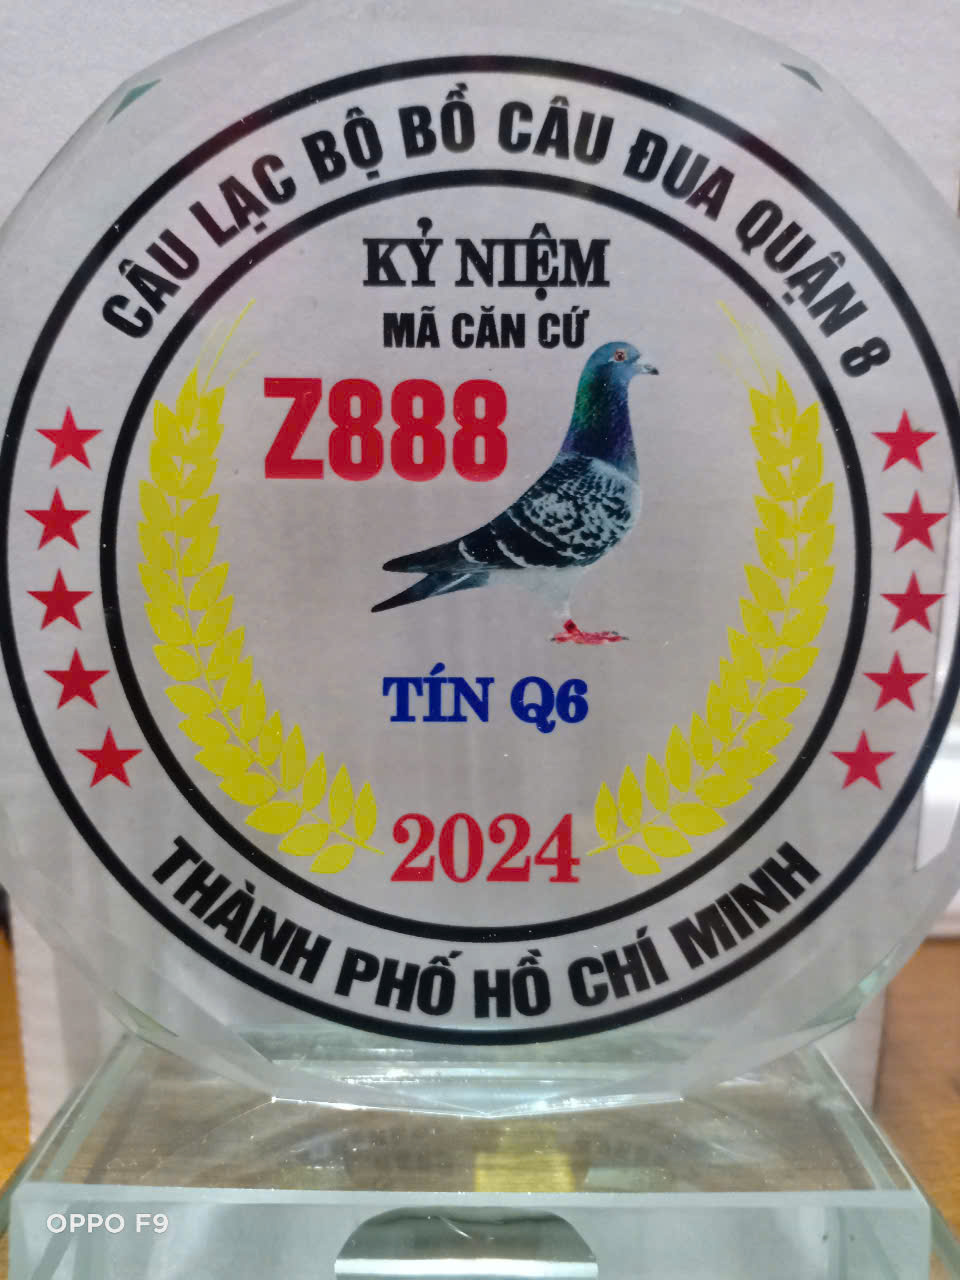 CÂU LẠC BỘ BỒ CÂU ĐUA QUẬN 8
KỶ NIỆM
MÃ CĂN CỨ
Z888
TÍN Q6
2024
THÀNH PHỐ HỒ CHÍ MINH
OPPO F9